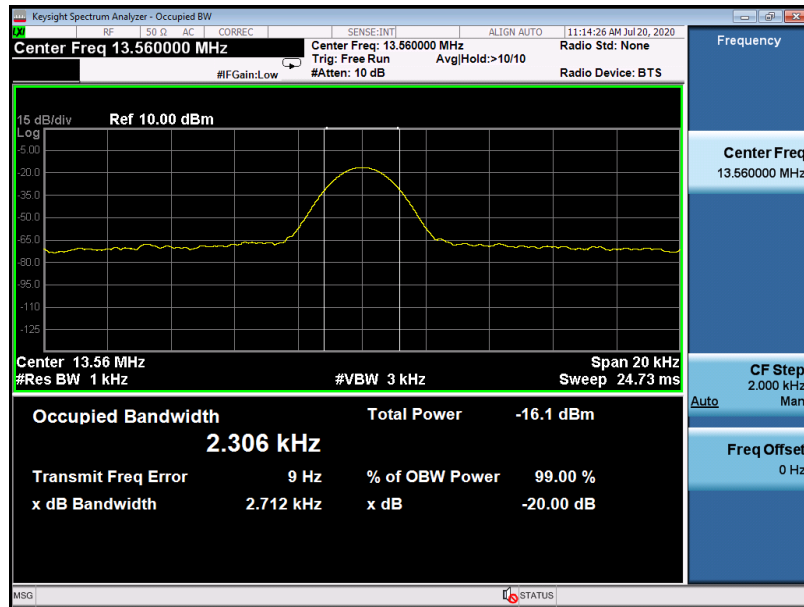 Keysight Spectrum Analyzer - Occupied BW
LXI RF 50 Ω AC CORREC SENSE:INT ALIGN AUTO 11:14:26 AM Jul 20, 2020
Center Freq 13.560000 MHz
Center Freq: 13.560000 MHz
Radio Std: None
Trig: Free Run Avg|Hold:>10/10
#IFGain:Low #Atten: 10 dB Radio Device: BTS
15 dB/div Ref 10.00 dBm
Log
-5.00
-20.0
-35.0
-50.0
-65.0
-80.0
-95.0
-110
-125
Center 13.56 MHz Span 20 kHz
#Res BW 1 kHz #VBW 3 kHz Sweep 24.73 ms
Occupied Bandwidth Total Power -16.1 dBm
2.306 kHz
Transmit Freq Error 9 Hz % of OBW Power 99.00 %
x dB Bandwidth 2.712 kHz x dB -20.00 dB
MSG STATUS
Frequency
Center Freq
13.560000 MHz
CF Step
2.000 kHz
Auto Man
Freq Offset
0 Hz